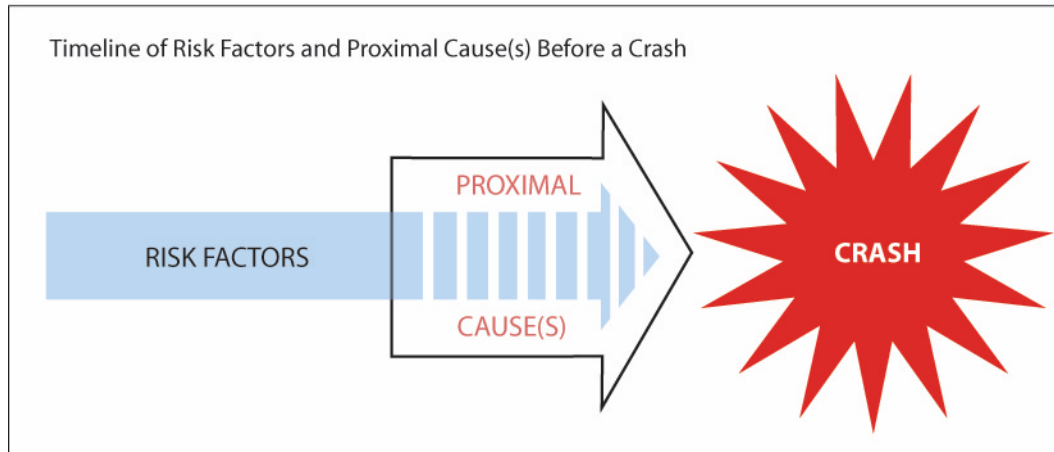 Timeline of Risk Factors and Proximal Cause(s) Before a Crash
PROXIMAL
RISK FACTORS
CRASH
CAUSE(S)